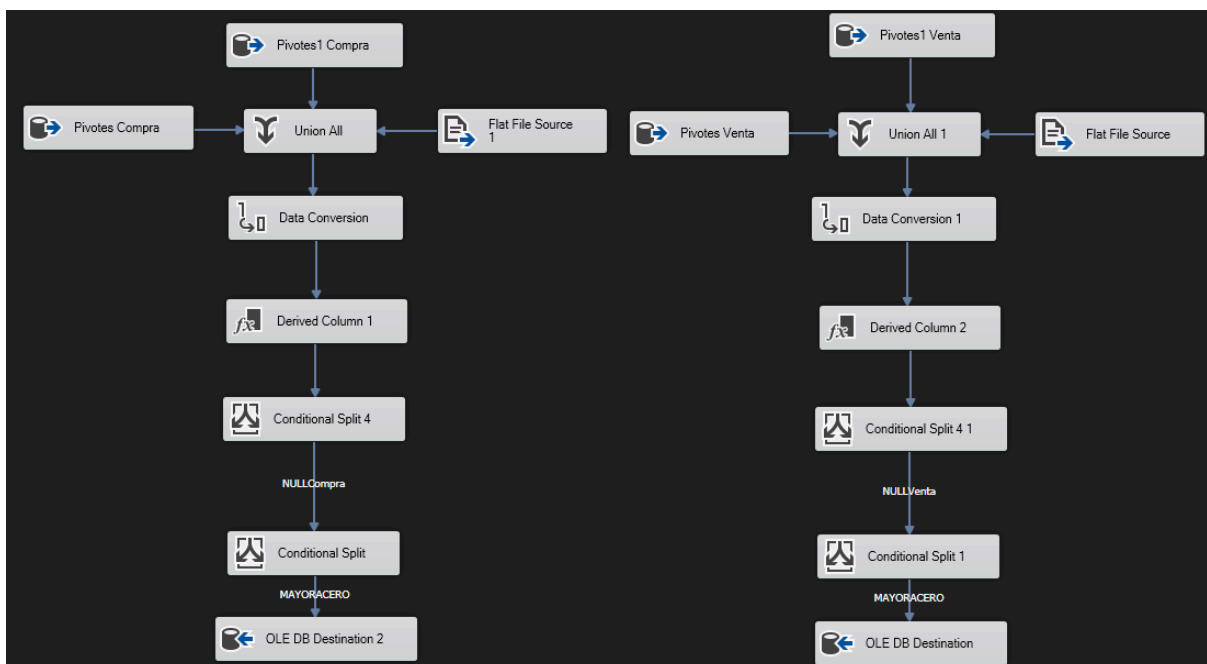 Pivotes1 Compra
Pivotes Compra
Union All
Flat File Source
1
Data Conversion
Derived Column 1
Conditional Split 4
NULLCompra
Conditional Split
MAYORACERO
OLE DB Destination 2
Pivotes1 Venta
Pivotes Venta
Union All 1
Flat File Source
Data Conversion 1
Derived Column 2
Conditional Split 4 1
NULLVenta
Conditional Split 1
MAYORACERO
OLE DB Destination